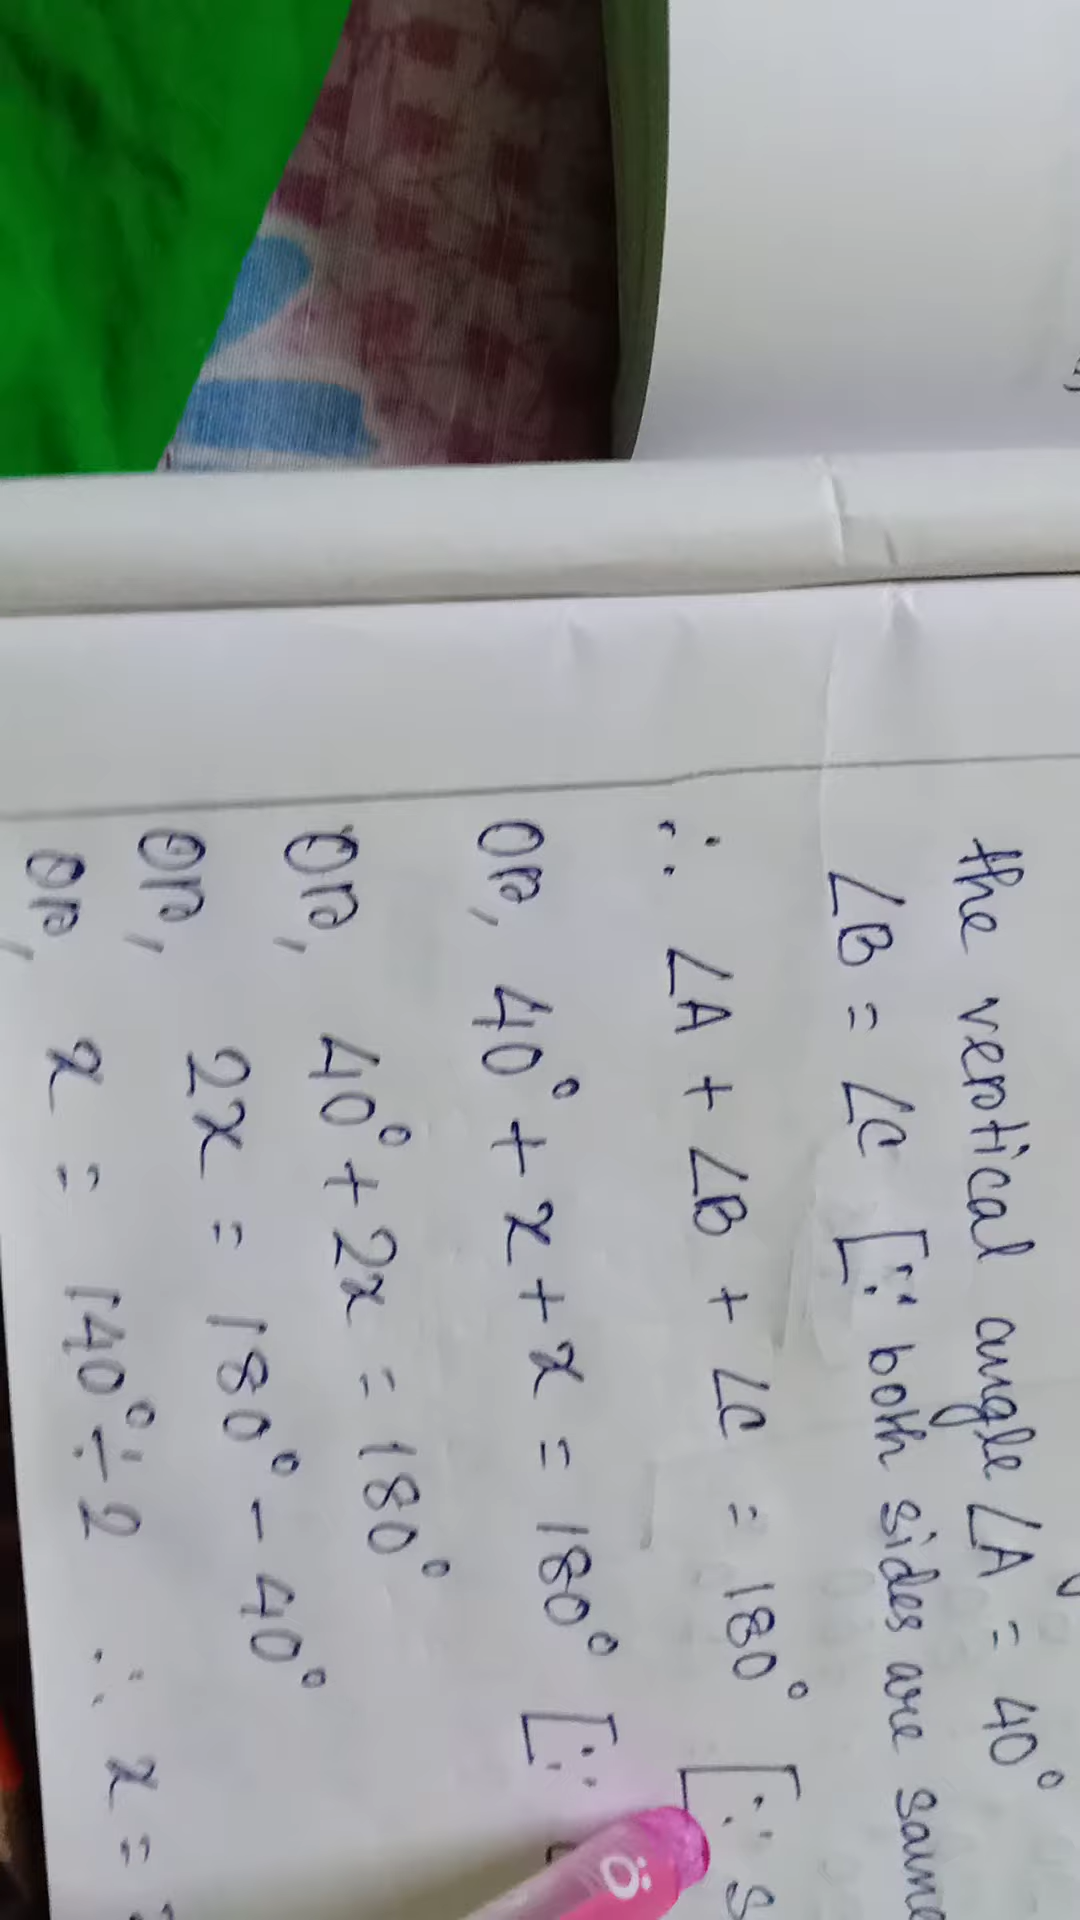 the vertical angle ∠A = 40°
∠B = ∠C [∵ both sides are same
∴ ∠A + ∠B + ∠C = 180° [∵ S
or, 40° + x + x = 180° [∵
or, 40° + 2x = 180°
or, 2x = 180° - 40°
or, x = 140° ÷ 2 ∴ x =